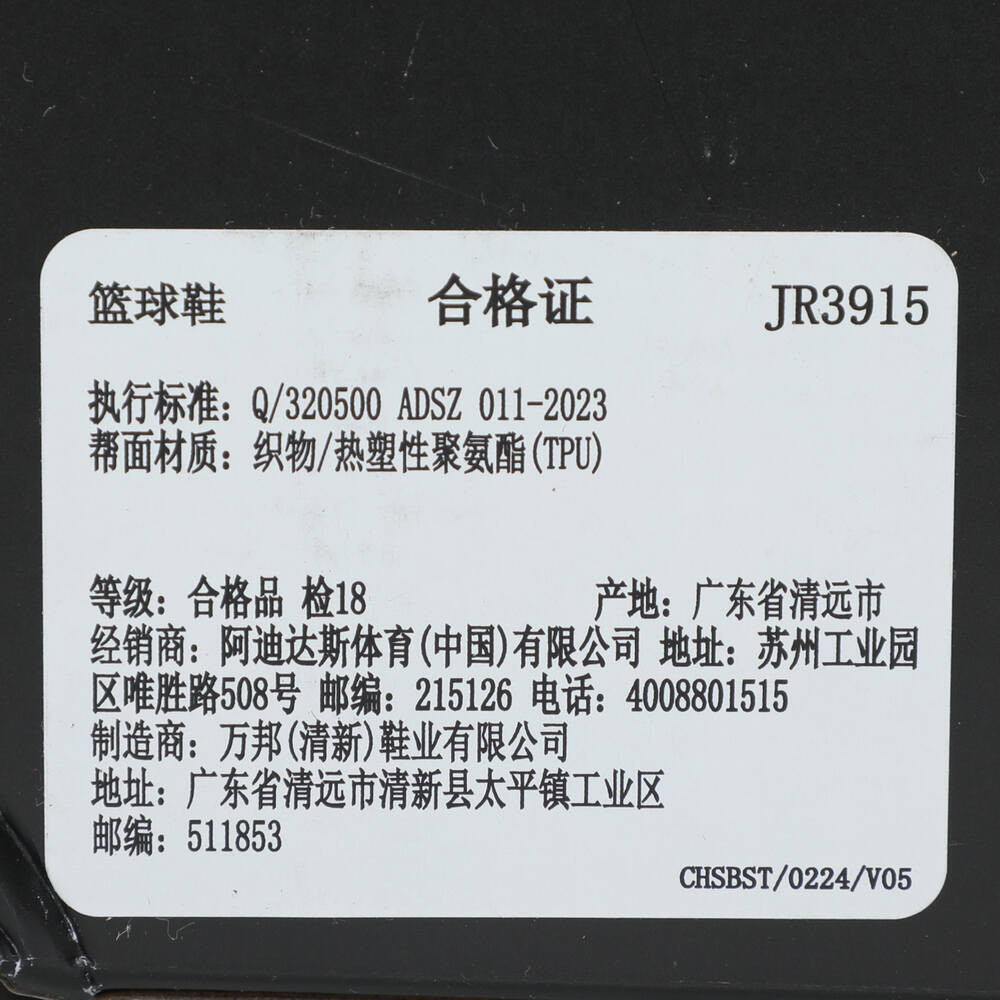 篮球鞋 合格证 JR3915
执行标准：Q/320500 ADSZ 011-2023
帮面材质：织物/热塑性聚氨酯(TPU)
等级：合格品 检18 产地：广东省清远市
经销商：阿迪达斯体育(中国)有限公司 地址：苏州工业园
区唯胜路508号 邮编：215126 电话：4008801515
制造商：万邦(清新)鞋业有限公司
地址：广东省清远市清新县太平镇工业区
邮编：511853
CHSBST/0224/V05